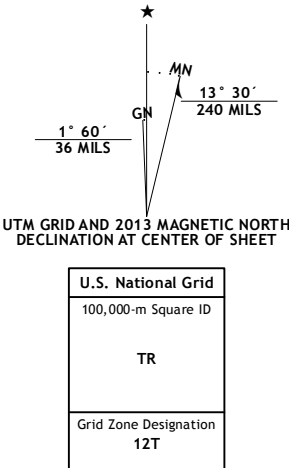 ★
MN
13° 30´
240 MILS
GN
1° 60´
36 MILS
UTM GRID AND 2013 MAGNETIC NORTH
DECLINATION AT CENTER OF SHEET
U.S. National Grid
100,000-m Square ID
TR
Grid Zone Designation
12T